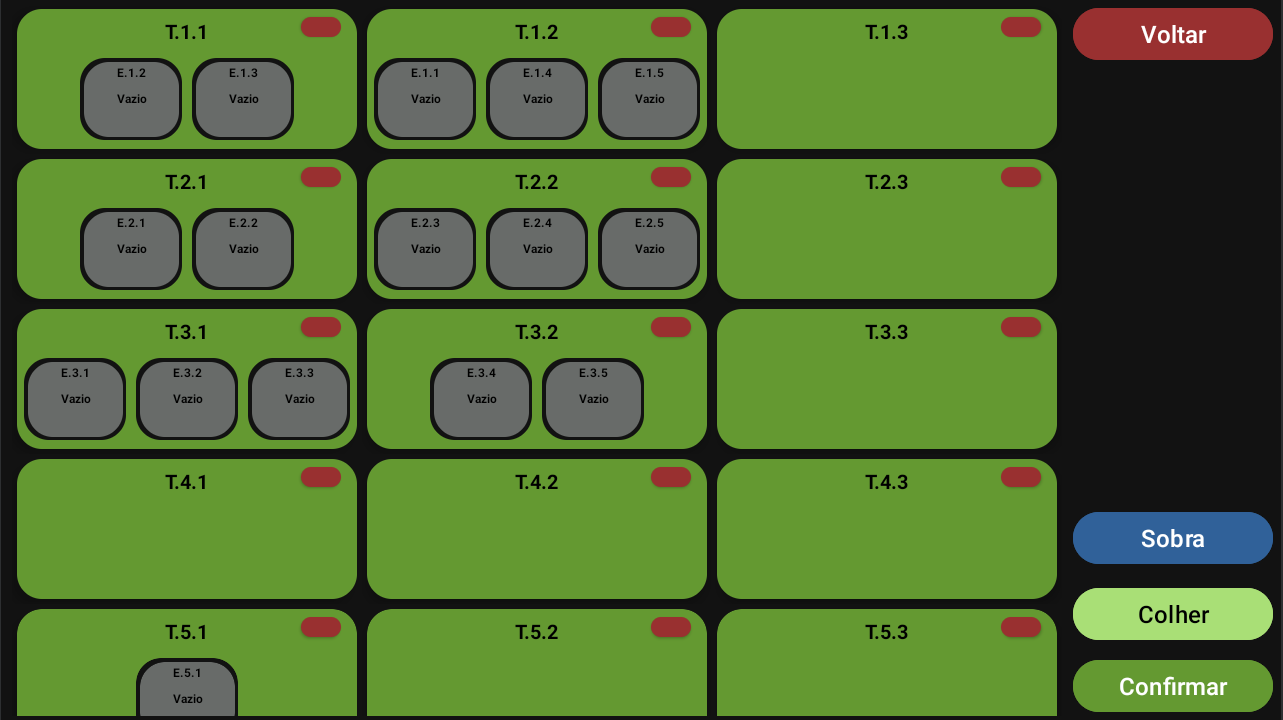 T.1.1
E.1.2
Vazio
E.1.3
Vazio
T.1.2
E.1.1
Vazio
E.1.4
Vazio
E.1.5
Vazio
T.1.3
T.2.1
E.2.1
Vazio
E.2.2
Vazio
T.2.2
E.2.3
Vazio
E.2.4
Vazio
E.2.5
Vazio
T.2.3
T.3.1
E.3.1
Vazio
E.3.2
Vazio
E.3.3
Vazio
T.3.2
E.3.4
Vazio
E.3.5
Vazio
T.3.3
T.4.1
T.4.2
T.4.3
T.5.1
E.5.1
Vazio
T.5.2
T.5.3
Voltar
Sobra
Colher
Confirmar